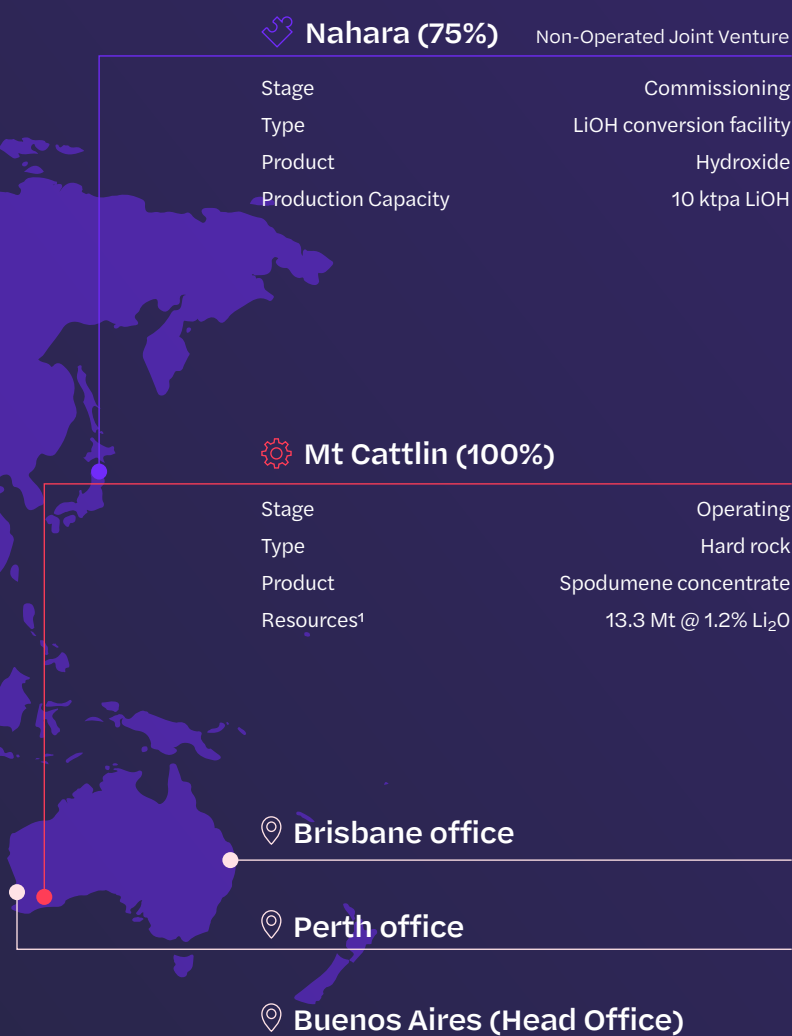 Nahara (75%) Non-Operated Joint Venture
Stage Commissioning
Type LiOH conversion facility
Product Hydroxide
Production Capacity 10 ktpa LiOH
Mt Cattlin (100%)
Stage Operating
Type Hard rock
Product Spodumene concentrate
Resources¹ 13.3 Mt @ 1.2% Li₂0
Brisbane office
Perth office
Buenos Aires (Head Office)